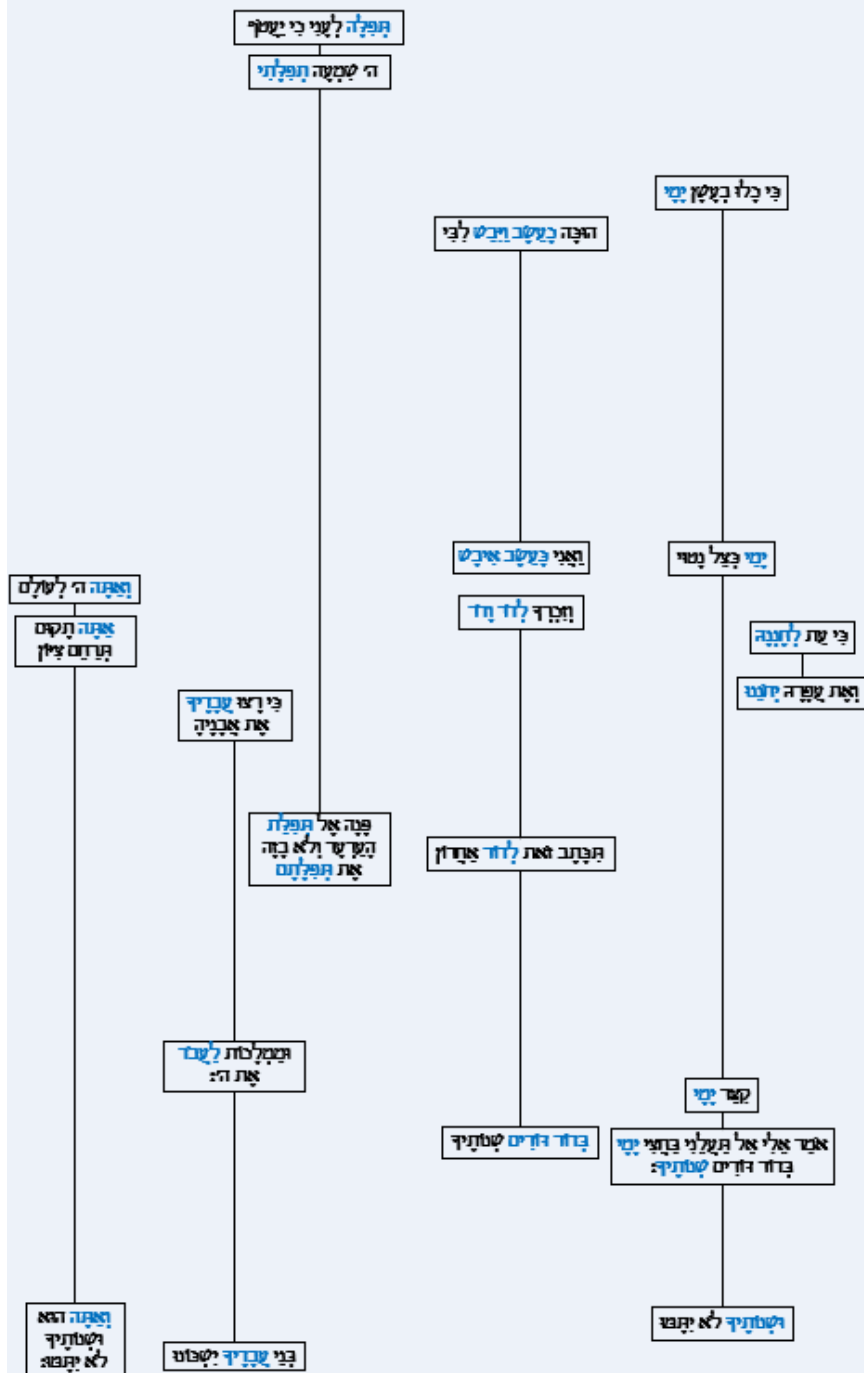 תְּפִלָּה לְעָנִי כִי יַעֲטֹף
ה' שִׁמְעָה תְפִלָּתִי
כִּי כָלוּ בְעָשָׁן יָמָי
הוּכָּה כָעֵשֶׂב וַיִּבַשׁ לִבִּי
יָמַי כְּצֵל נָטוּי
וַאֲנִי כָּעֵשֶׂב אִיבָשׁ
וְאַתָּה ה' לְעוֹלָם
וְזִכְרְךָ לְדֹר וָדֹר
אַתָּה תָקוּם
תְּרַחֵם צִיּוֹן
כִּי עֵת לְחֶנְנָהּ
וְאֶת עֲפָרָהּ יְחֹנֵנוּ
כִּי רָצוּ עֲבָדֶיךָ
אֶת אֲבָנֶיהָ
פָּנָה אֶל תְּפִלַּת
הָעַרְעָר וְלֹא בָזָה
אֶת תְּפִלָּתָם
תִּכָּתֶב זֹאת לְדוֹר אַחֲרוֹן
וּמַמְלָכוֹת לַעֲבֹד
אֶת ה':
קִצַּר יָמָי
אֹמַר אֵלִי אַל תַּעֲלֵנִי בַּחֲצִי יָמָי
בְּדוֹר דּוֹרִים שְׁנוֹתֶיךָ:
בְּדוֹר דּוֹרִים שְׁנוֹתֶיךָ
וּשְׁנוֹתֶיךָ לֹא יִתָּמּוּ
וְאַתָּה הוּא
וּשְׁנוֹתֶיךָ
לֹא יִתָּמּוּ:
בְּנֵי עֲבָדֶיךָ יִשְׁכּוֹנוּ